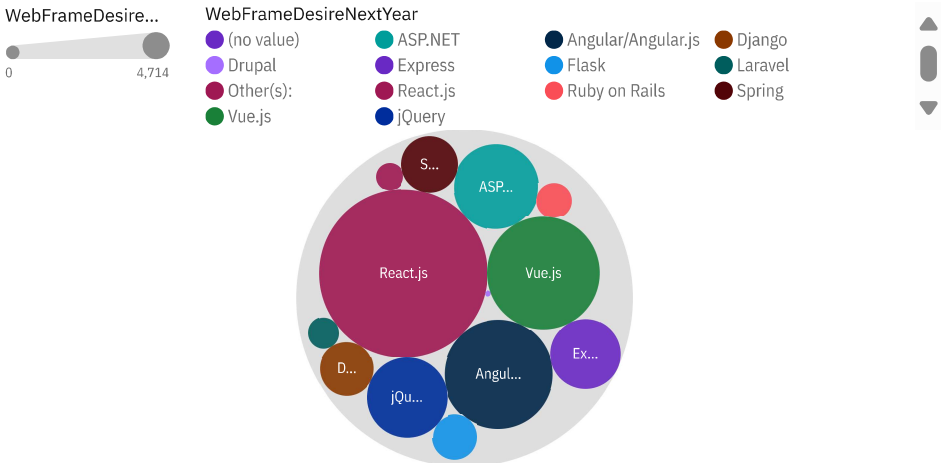 WebFrameDesire...
0 4,714
WebFrameDesireNextYear
(no value) ASP.NET Angular/Angular.js Django
Drupal Express Flask Laravel
Other(s): React.js Ruby on Rails Spring
Vue.js jQuery
S...
ASP...
React.js Vue.js
Ex...
D... Angul...
jQu...